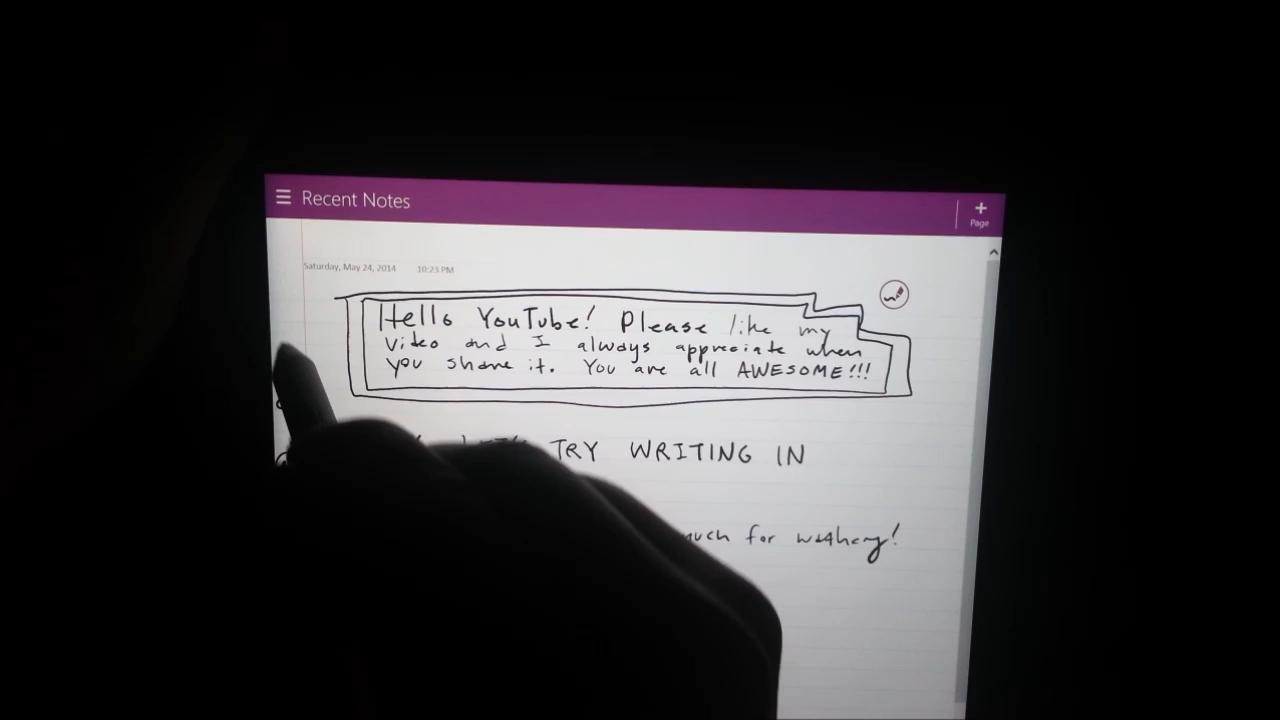 Recent Notes
Page
Saturday, May 24, 2014 10:23 PM
Hello YouTube! Please like my
video and I always appreciate when
you share it. You are all AWESOME!!!
TRY WRITING IN
much for watching!